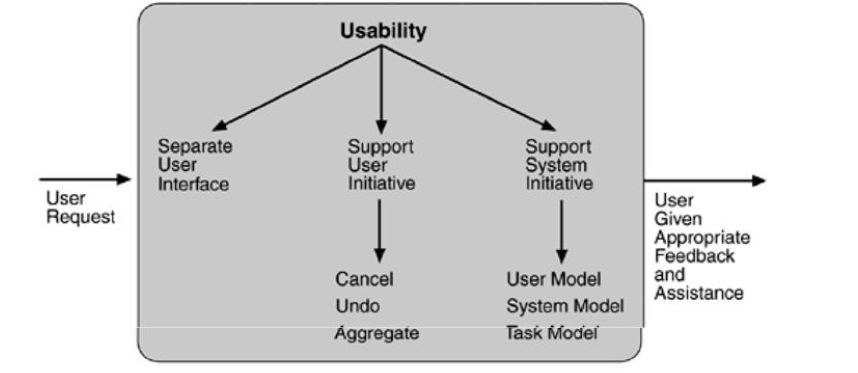 Usability
Separate
User
Interface
Support
User
Initiative
Support
System
Initiative
User
Request
User
Given
Appropriate
Feedback
and
Assistance
Cancel
Undo
Aggregate
User Model
System Model
Task Model